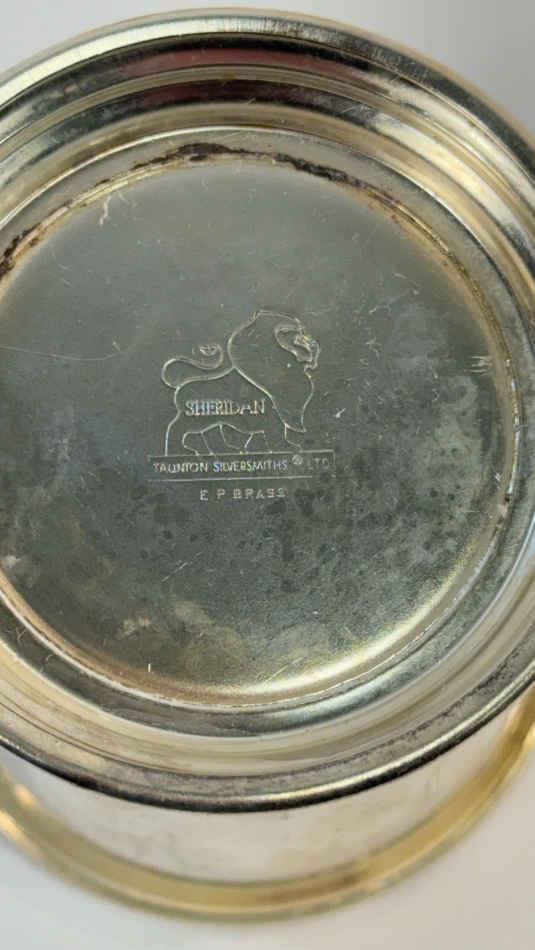 SHERIDAN
TAUNTON SILVERSMITHS ® LTD
E P BRASS